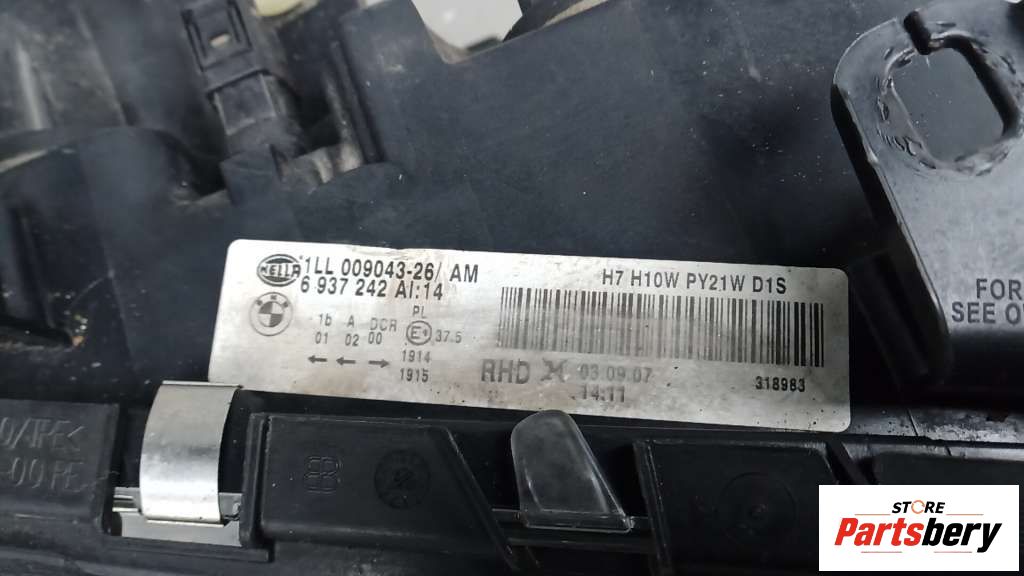 HELLA 1LL 009043-26/ AM
6 937 242 AI:14
H7 H10W PY21W D1S
PL
1b A DCR E1 37.5
01 02 00
1914
1915
RHD 03.09.07
14:11
318983
FOR
SEE O
STORE
Partsbery